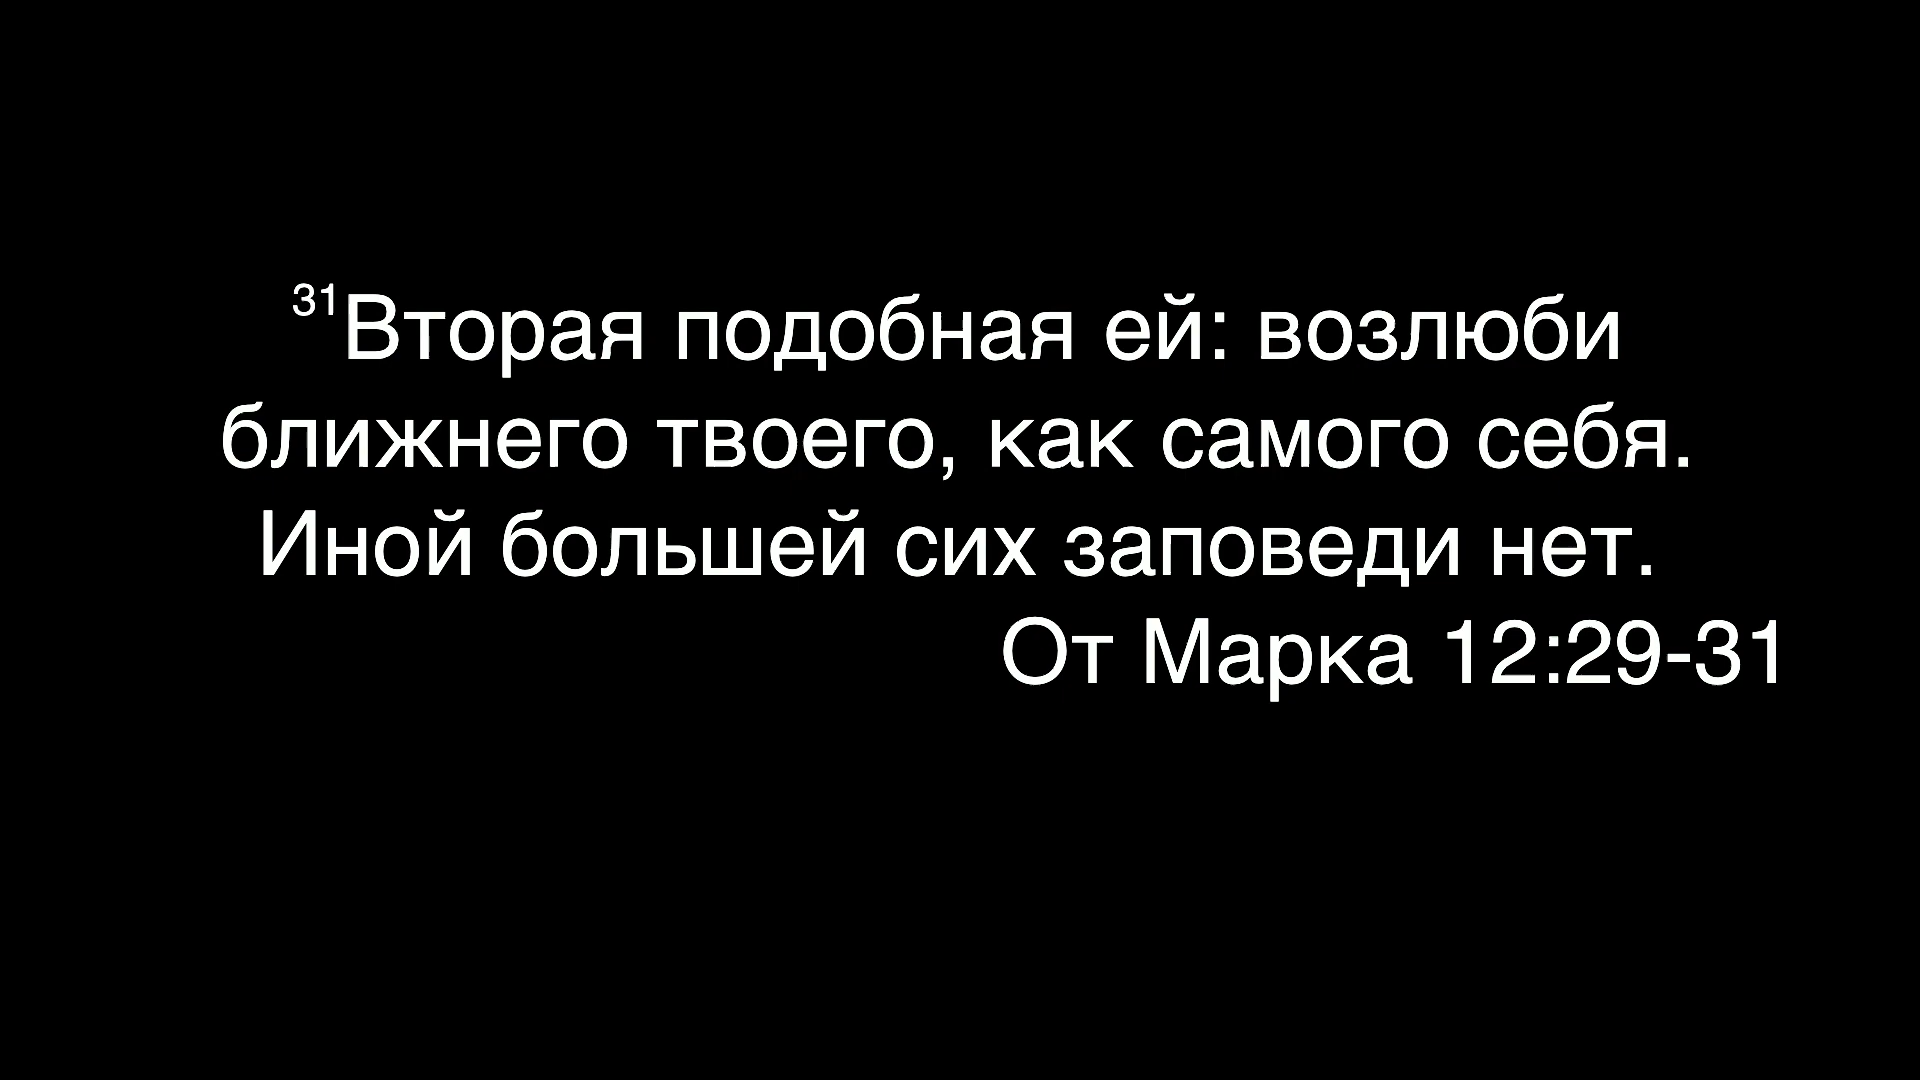 31Вторая подобная ей: возлюби
ближнего твоего, как самого себя.
Иной большей сих заповеди нет.
От Марка 12:29-31